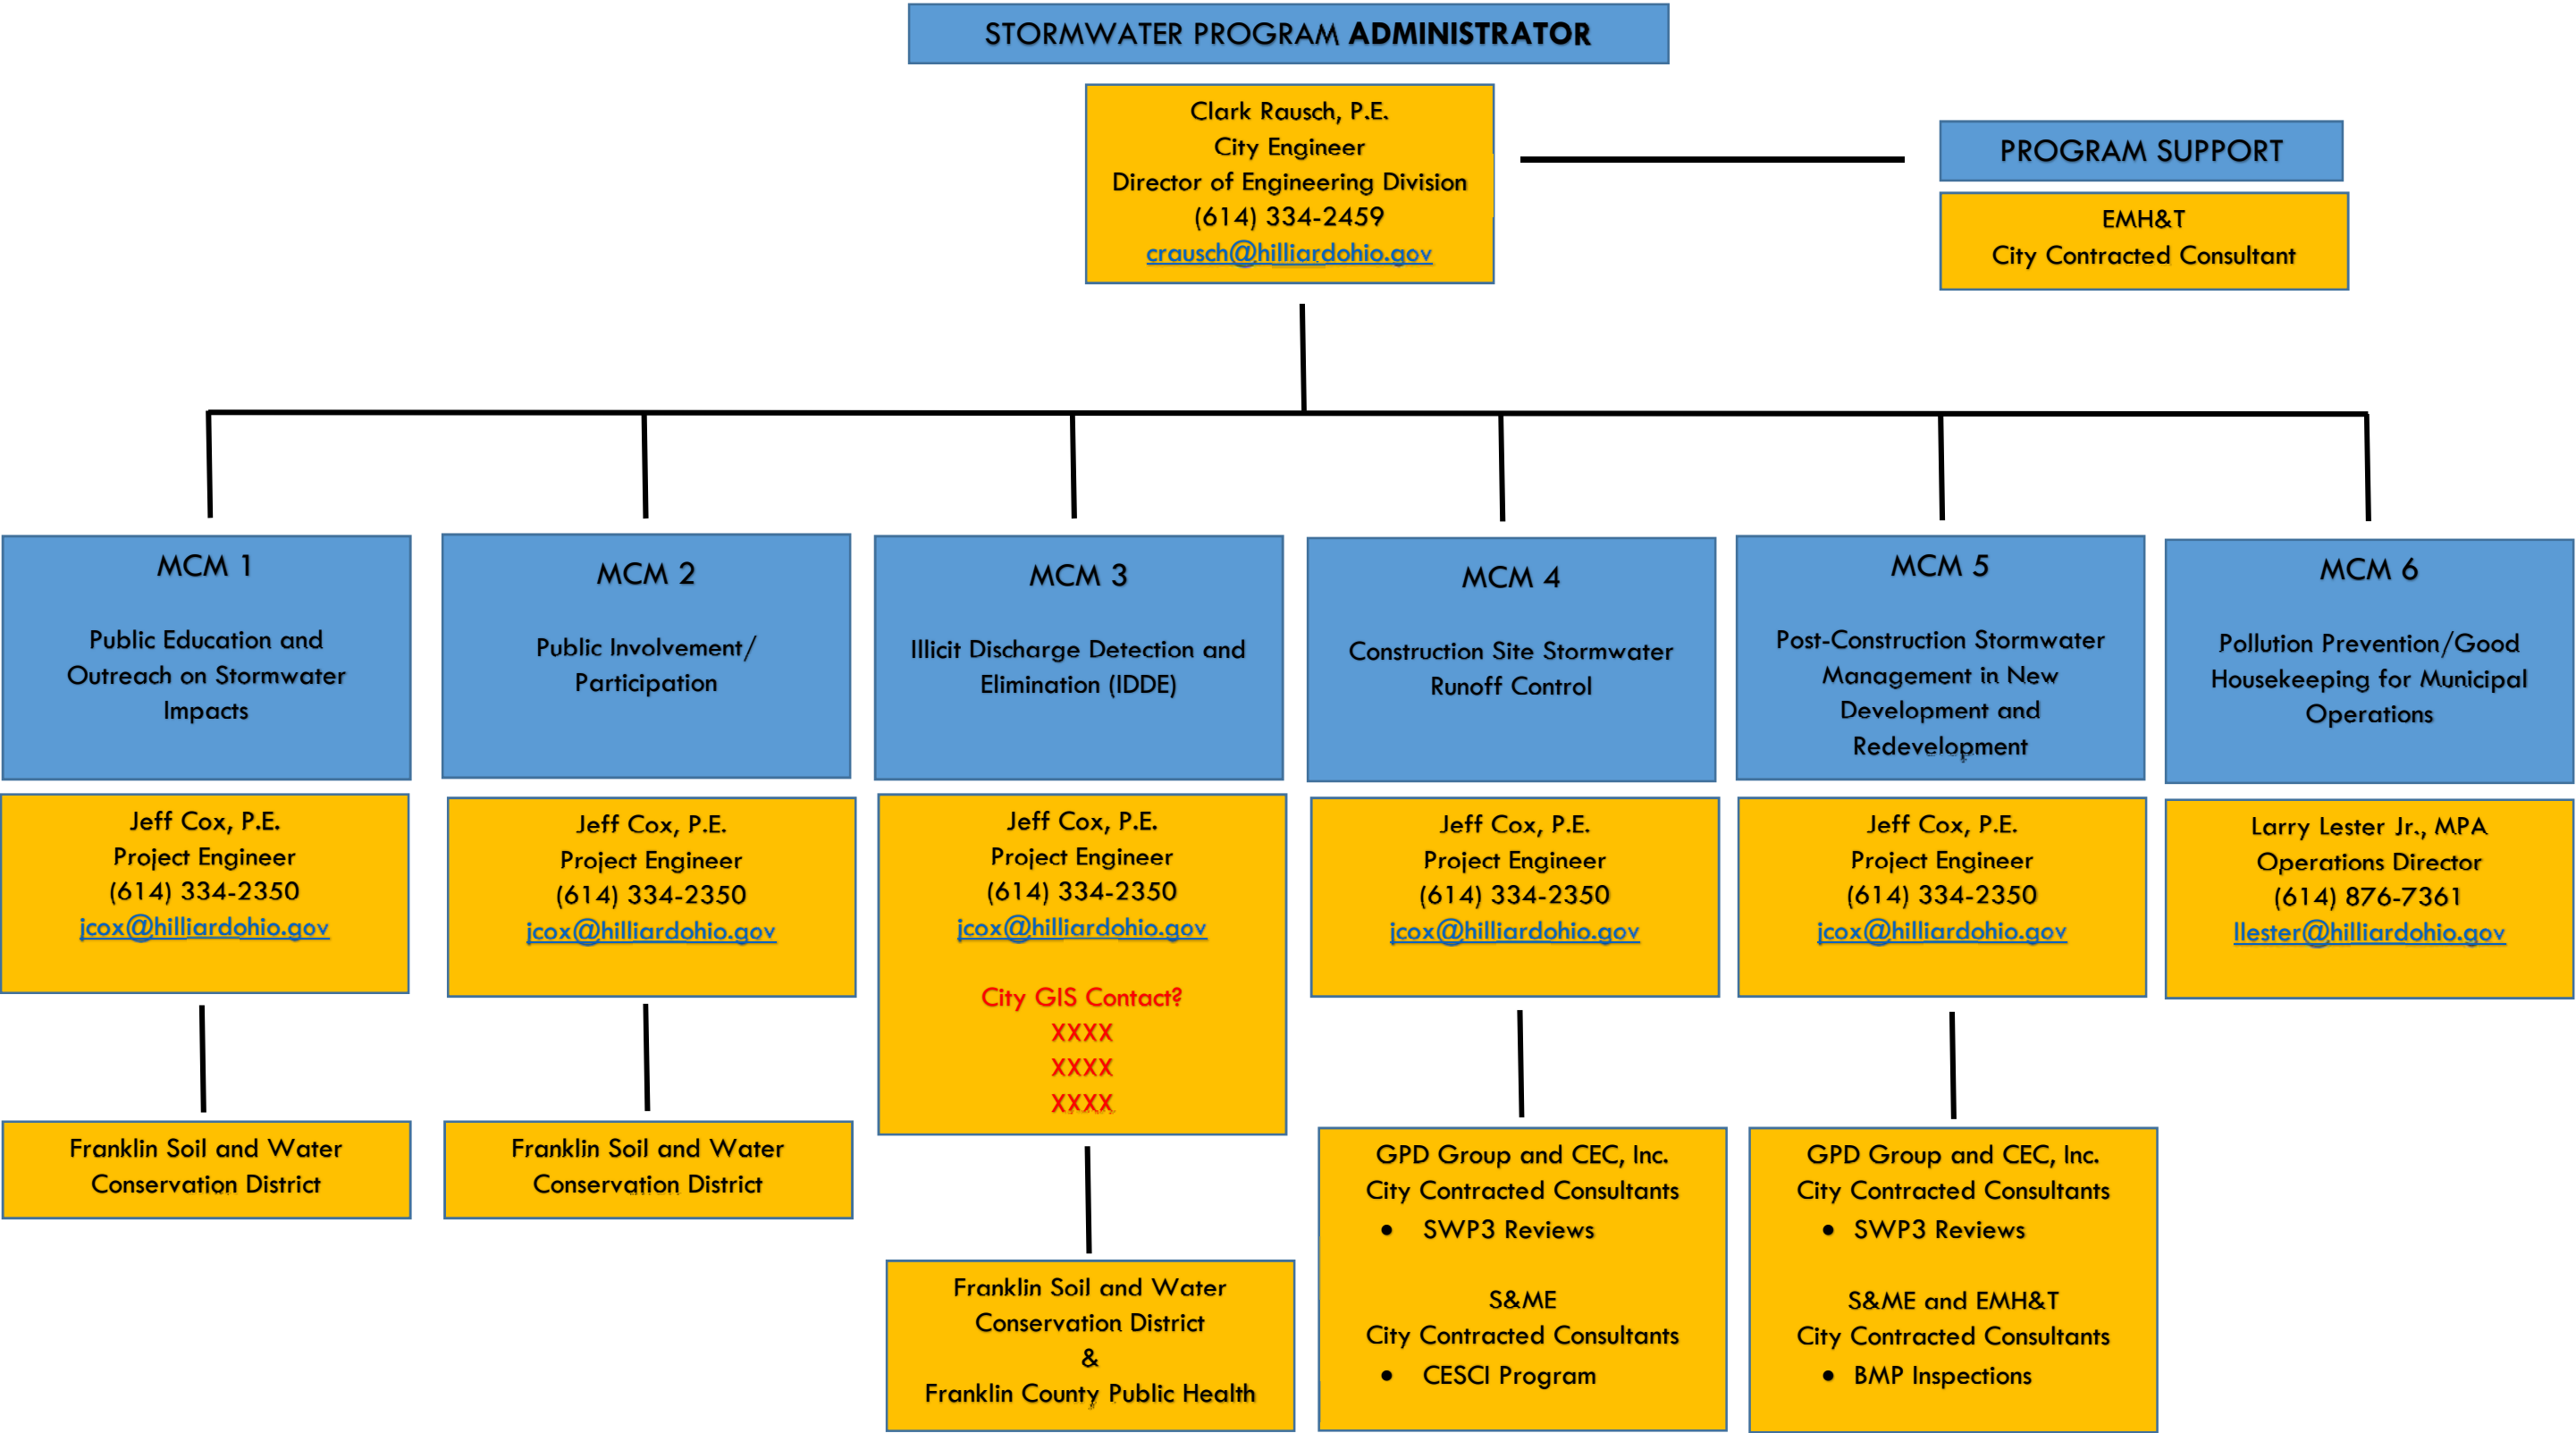 STORMWATER PROGRAM ADMINISTRATOR
Clark Rausch, P.E.
City Engineer
Director of Engineering Division
(614) 334-2459
crausch@hilliardohio.gov
PROGRAM SUPPORT
EMH&T
City Contracted Consultant
MCM 1
Public Education and
Outreach on Stormwater
Impacts
MCM 2
Public Involvement/
Participation
MCM 3
Illicit Discharge Detection and
Elimination (IDDE)
MCM 4
Construction Site Stormwater
Runoff Control
MCM 5
Post-Construction Stormwater
Management in New
Development and
Redevelopment
MCM 6
Pollution Prevention/Good
Housekeeping for Municipal
Operations
Jeff Cox, P.E.
Project Engineer
(614) 334-2350
jcox@hilliardohio.gov
Jeff Cox, P.E.
Project Engineer
(614) 334-2350
jcox@hilliardohio.gov
Jeff Cox, P.E.
Project Engineer
(614) 334-2350
jcox@hilliardohio.gov
City GIS Contact?
XXXX
XXXX
XXXX
Jeff Cox, P.E.
Project Engineer
(614) 334-2350
jcox@hilliardohio.gov
Jeff Cox, P.E.
Project Engineer
(614) 334-2350
jcox@hilliardohio.gov
Larry Lester Jr., MPA
Operations Director
(614) 876-7361
llester@hilliardohio.gov
Franklin Soil and Water
Conservation District
Franklin Soil and Water
Conservation District
Franklin Soil and Water
Conservation District
&
Franklin County Public Health
GPD Group and CEC, Inc.
City Contracted Consultants
• SWP3 Reviews
S&ME
City Contracted Consultants
• CESCI Program
GPD Group and CEC, Inc.
City Contracted Consultants
• SWP3 Reviews
S&ME and EMH&T
City Contracted Consultants
• BMP Inspections